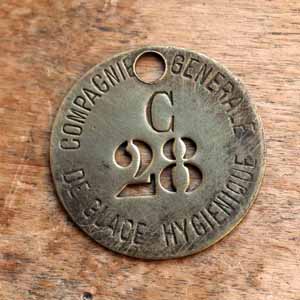 COMPAGNIE GENERALE
C
28
DE GLACE HYGIENIQUE